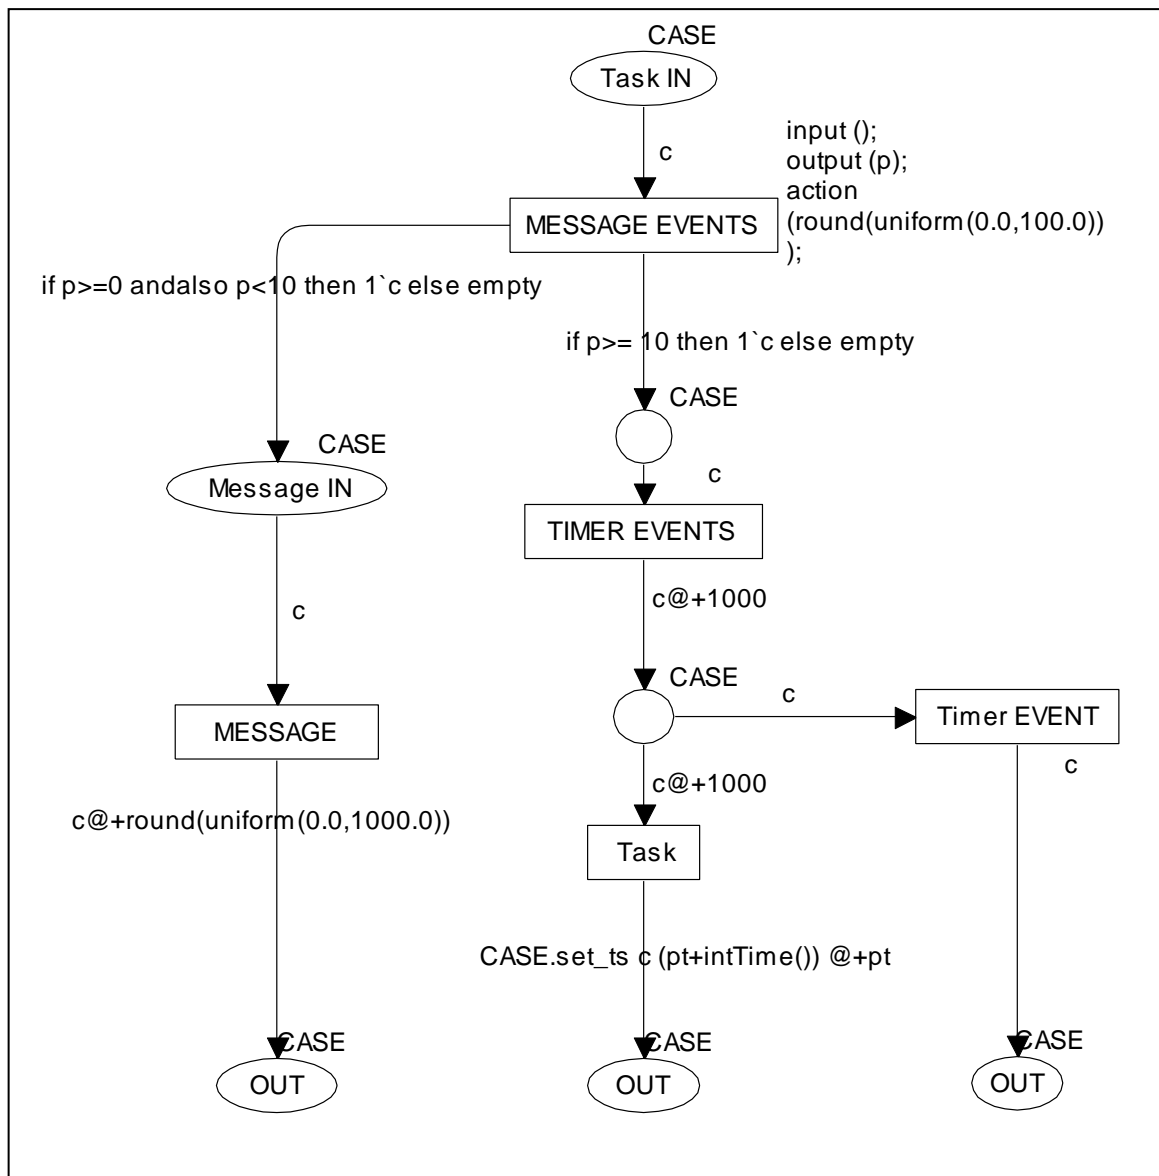 CASE
Task IN
c
input ();
output (p);
action
(round(uniform(0.0,100.0))
);
MESSAGE EVENTS
if p>=0 andalso p<10 then 1`c else empty
if p>= 10 then 1`c else empty
CASE
CASE
Message IN
c
TIMER EVENTS
c@+1000
c
CASE
c
MESSAGE
Timer EVENT
c@+1000
c
c@+round(uniform(0.0,1000.0))
Task
CASE.set_ts c (pt+intTime()) @+pt
CASE
CASE
CASE
OUT
OUT
OUT